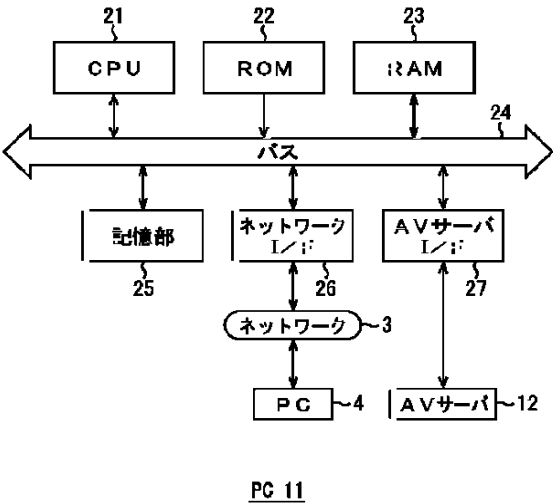 21
22
23
CPU
ROM
RAM
24
バス
記憶部
ネットワーク
I/F
AVサーバ
I/F
25
26
27
ネットワーク
3
PC
4
AVサーバ
12
PC 11